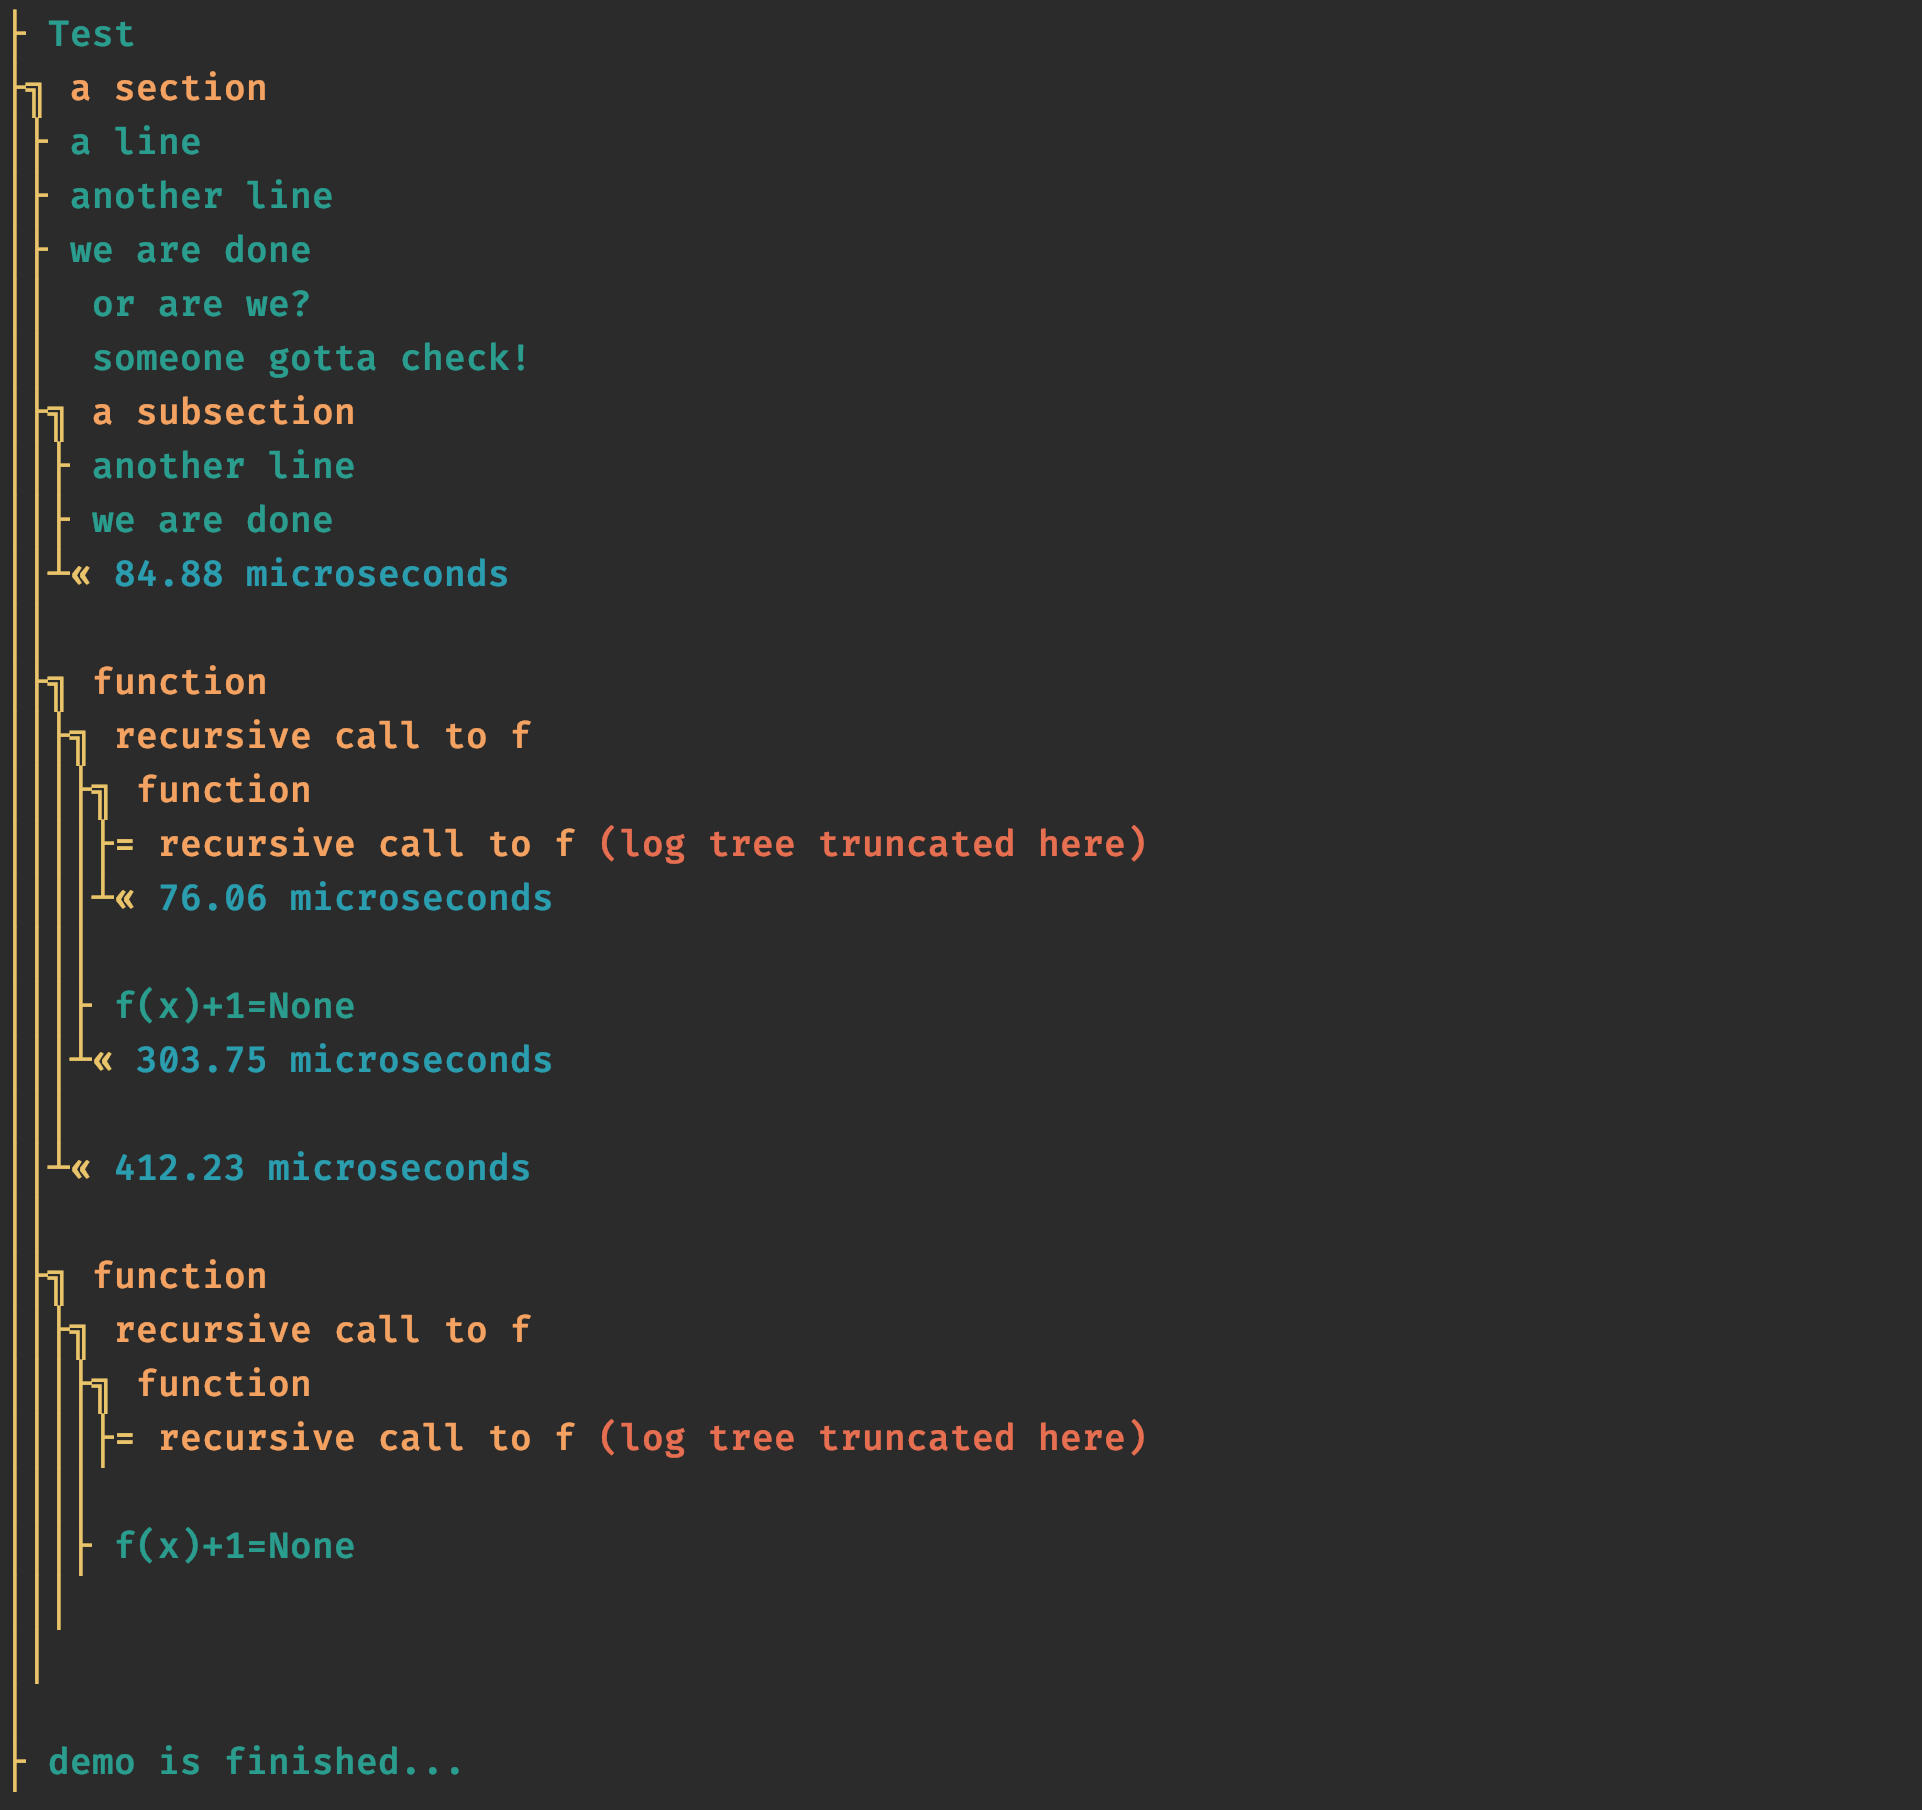 ├ Test
├╗ a section
│├ a line
│├ another line
│├ we are done
││  or are we?
││  someone gotta check!
│├╗ a subsection
││├ another line
││├ we are done
││┴« 84.88 microseconds
│├╗ function
││├╗ recursive call to f
│││├╗ function
││││├= recursive call to f (log tree truncated here)
││││┴« 76.06 microseconds
│││├ f(x)+1=None
│││┴« 303.75 microseconds
││┴« 412.23 microseconds
│├╗ function
││├╗ recursive call to f
│││├╗ function
││││├= recursive call to f (log tree truncated here)
│││├ f(x)+1=None
├ demo is finished...